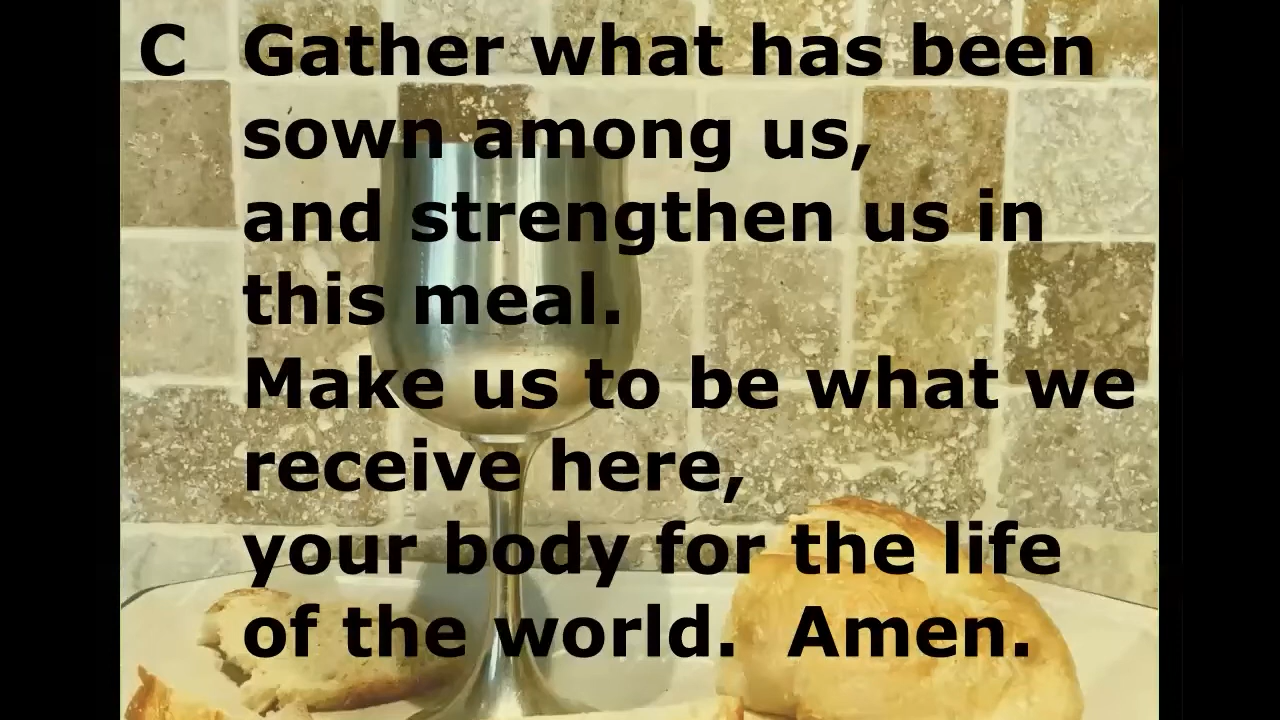 C Gather what has been
sown among us,
and strengthen us in
this meal.
Make us to be what we
receive here,
your body for the life
of the world. Amen.